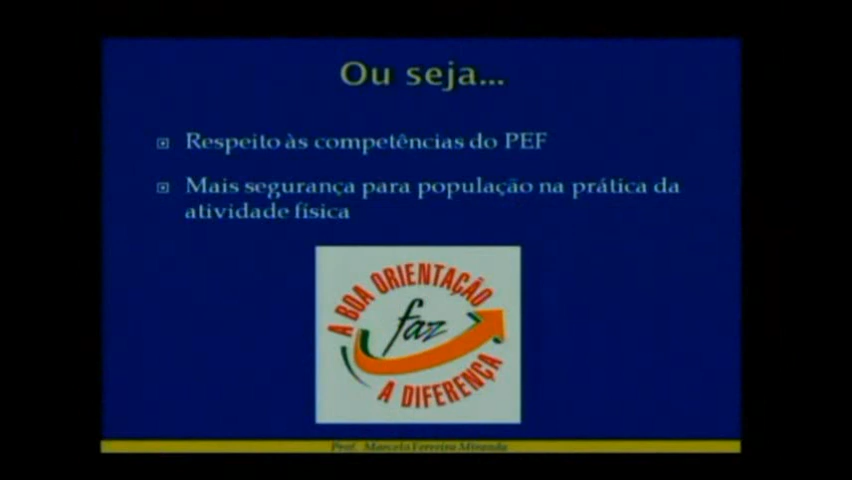 Ou seja...
Respeito às competências do PEF
Mais segurança para população na prática da
atividade física
A BOA ORIENTAÇÃO
faz
A DIFERENÇA
Prof. Marcelo Ferreira Miranda